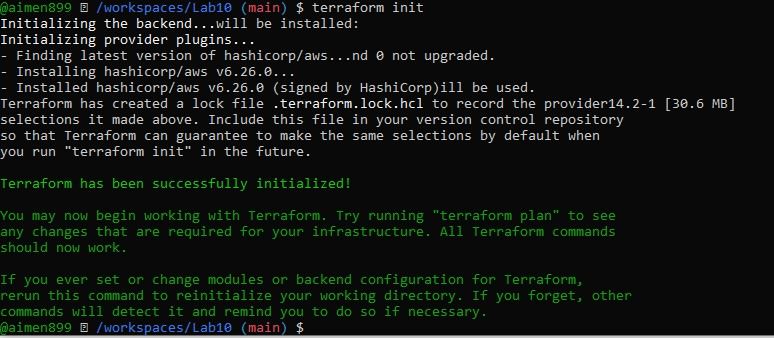 @aimen899 /workspaces/Lab10 (main) $ terraform init
Initializing the backend...will be installed:
Initializing provider plugins...
- Finding latest version of hashicorp/aws...nd 0 not upgraded.
- Installing hashicorp/aws v6.26.0...
- Installed hashicorp/aws v6.26.0 (signed by HashiCorp)ill be used.
Terraform has created a lock file .terraform.lock.hcl to record the provider14.2-1 [30.6 MB]
selections it made above. Include this file in your version control repository
so that Terraform can guarantee to make the same selections by default when
you run "terraform init" in the future.
Terraform has been successfully initialized!
You may now begin working with Terraform. Try running "terraform plan" to see
any changes that are required for your infrastructure. All Terraform commands
should now work.
If you ever set or change modules or backend configuration for Terraform,
rerun this command to reinitialize your working directory. If you forget, other
commands will detect it and remind you to do so if necessary.
@aimen899 /workspaces/Lab10 (main) $